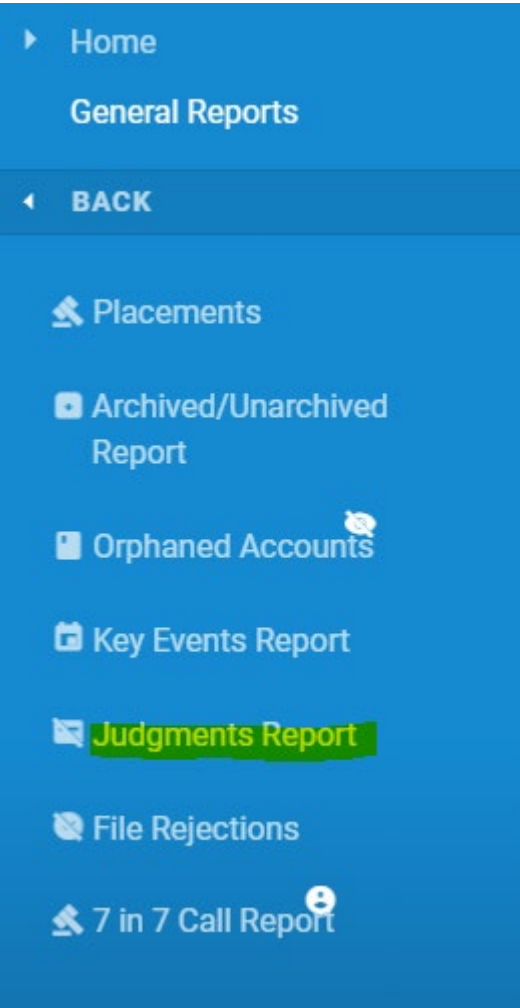 Home
General Reports
BACK
Placements
Archived/Unarchived
Report
Orphaned Accounts
Key Events Report
Judgments Report
File Rejections
7 in 7 Call Report